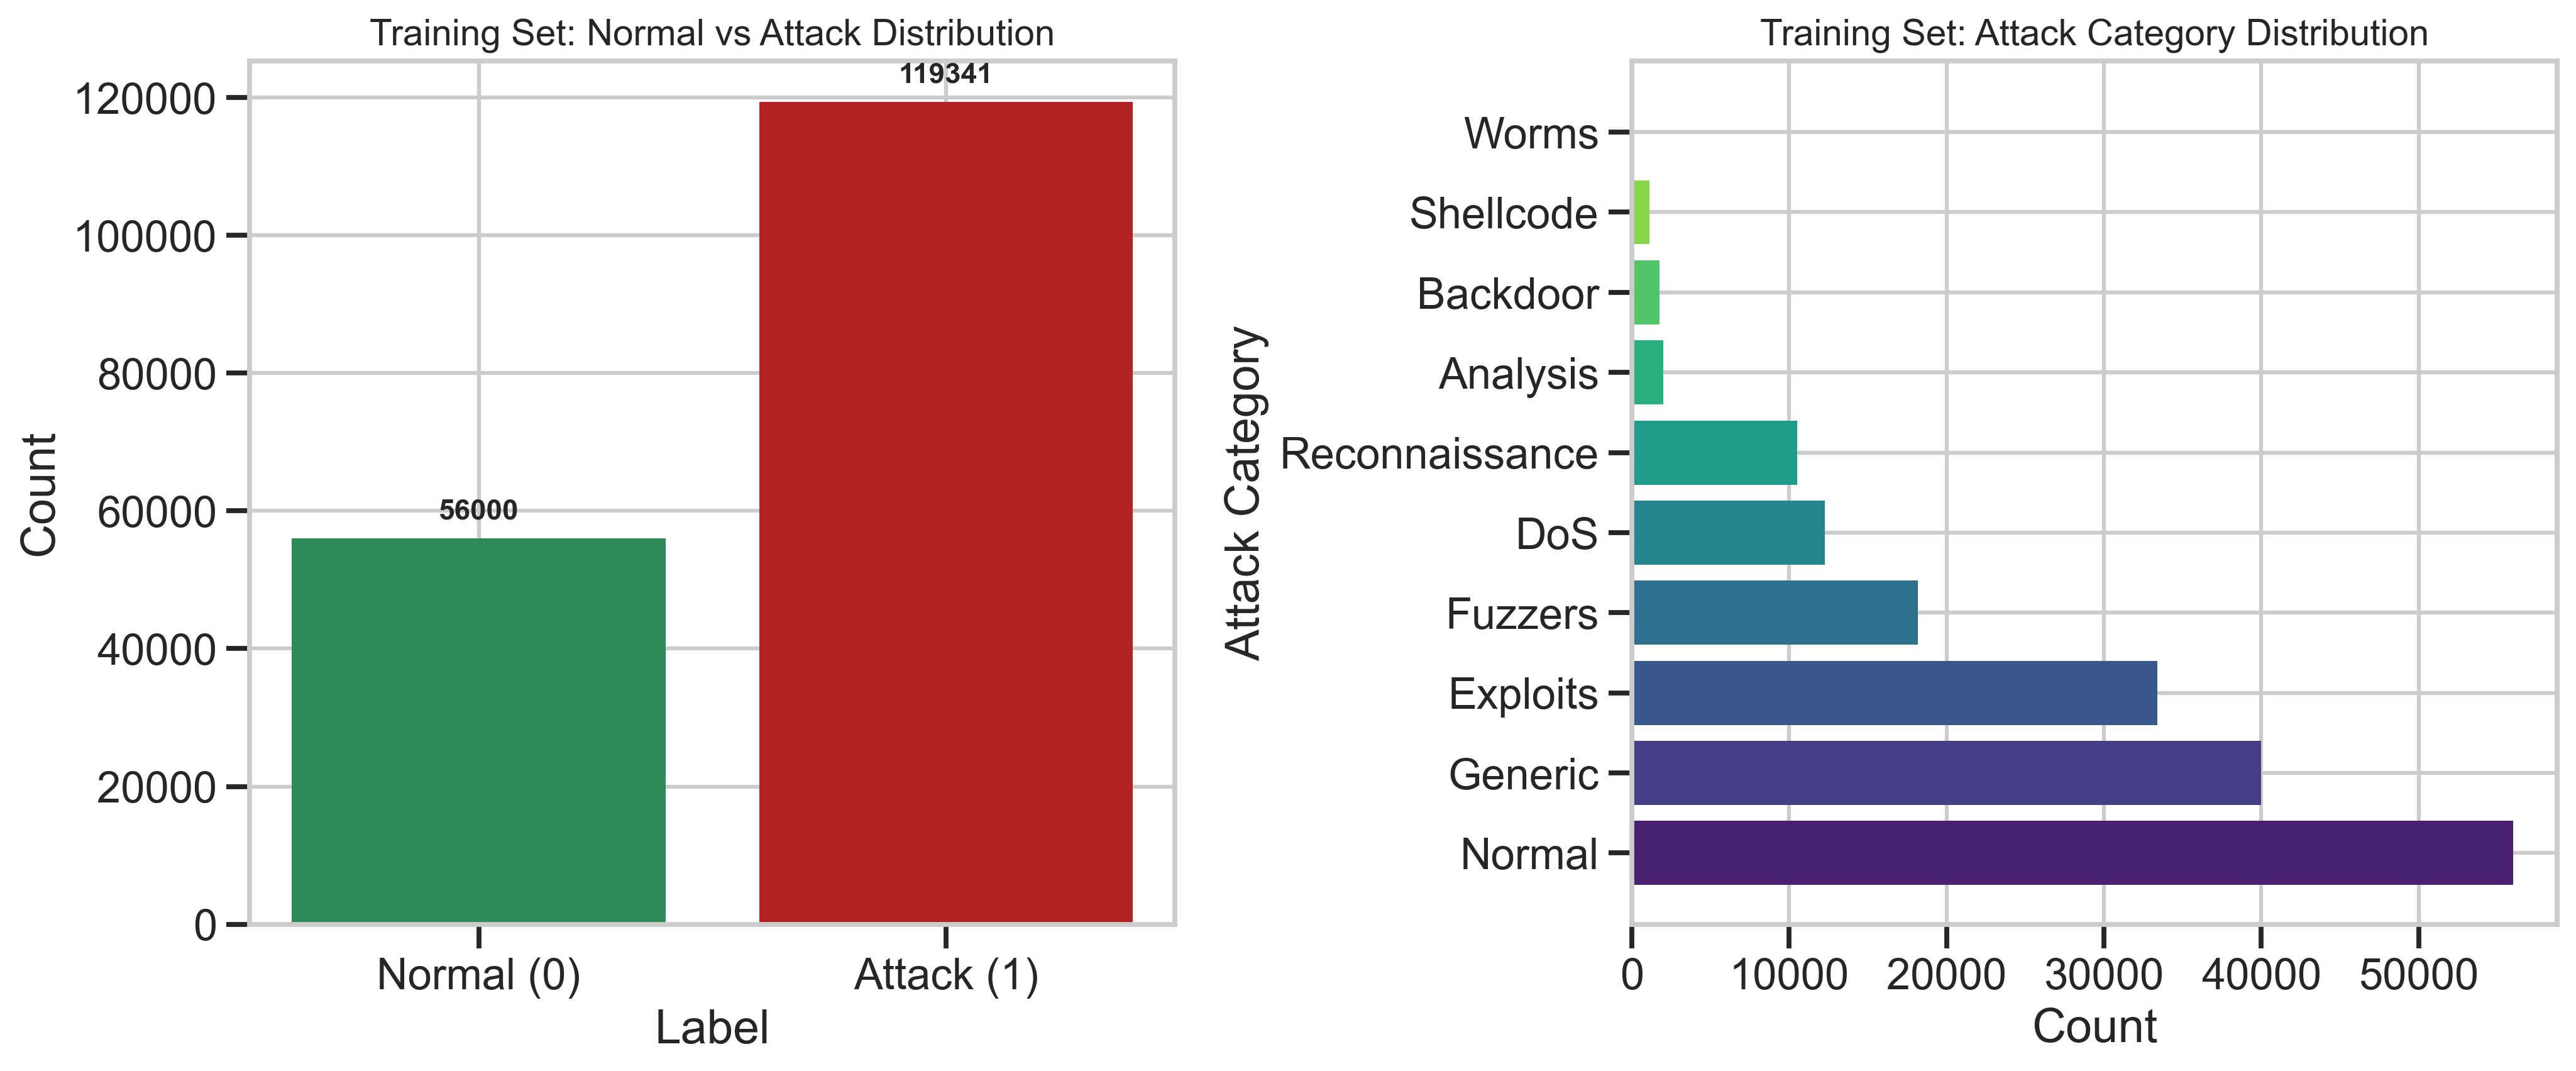 Training Set: Normal vs Attack Distribution
119341
56000
120000
100000
80000
60000
40000
20000
0
Count
Normal (0)
Attack (1)
Label
Training Set: Attack Category Distribution
Attack Category
Worms
Shellcode
Backdoor
Analysis
Reconnaissance
DoS
Fuzzers
Exploits
Generic
Normal
0 10000 20000 30000 40000 50000
Count